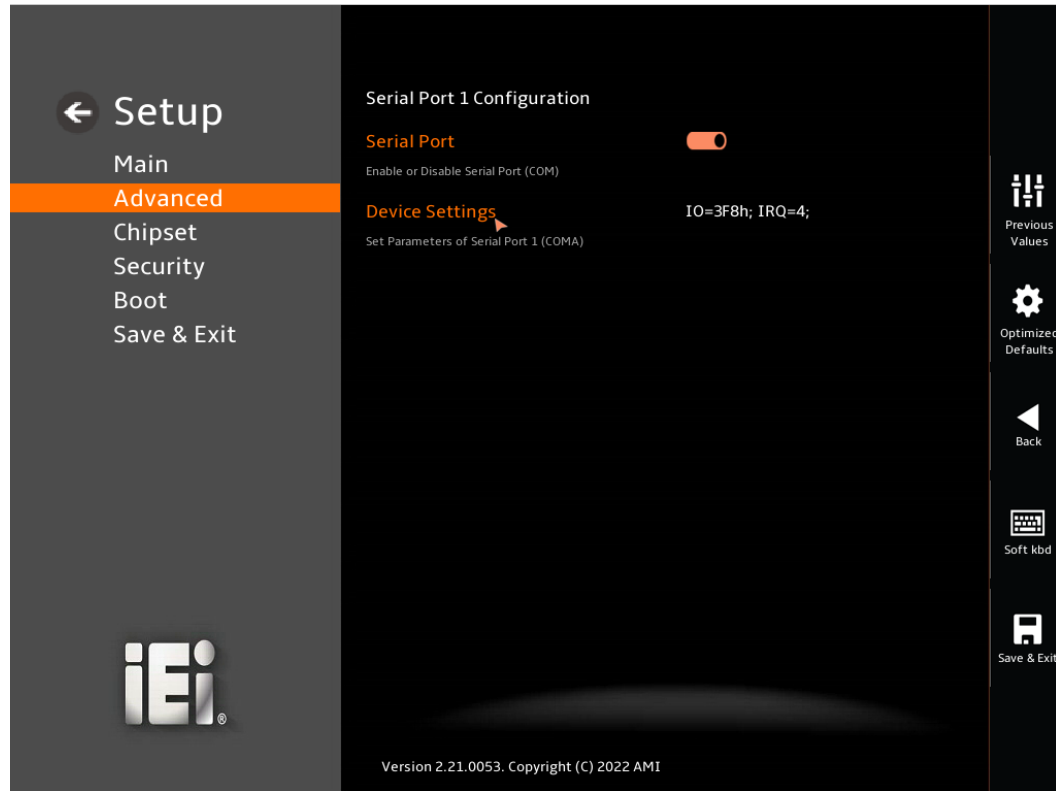 Setup
Main
Advanced
Chipset
Security
Boot
Save & Exit
iEi®
Serial Port 1 Configuration
Serial Port
Enable or Disable Serial Port (COM)
Device Settings
IO=3F8h; IRQ=4;
Set Parameters of Serial Port 1 (COMA)
Version 2.21.0053. Copyright (C) 2022 AMI
Previous
Values
Optimized
Defaults
Back
Soft kbd
Save & Exit